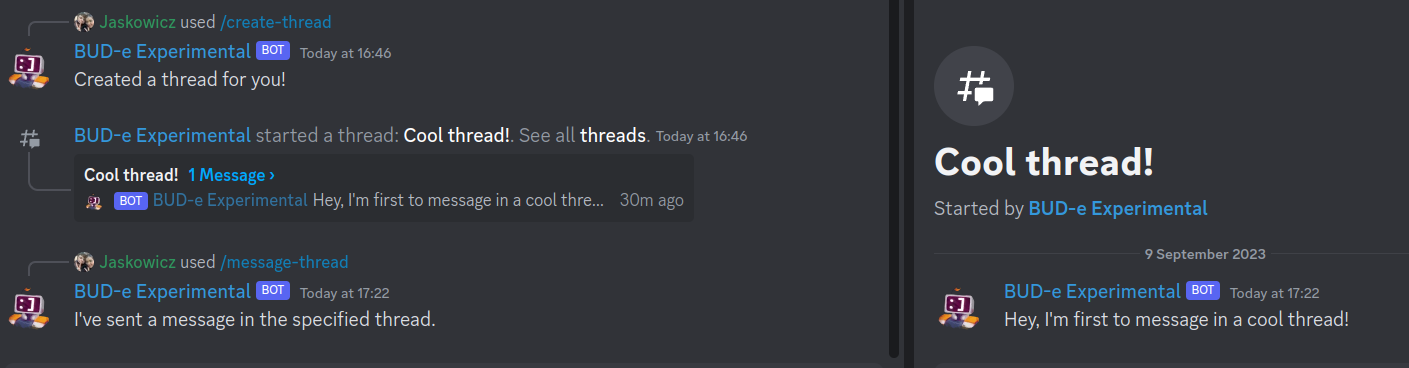 Jaskowicz used /create-thread
BUD-e Experimental BOT Today at 16:46
Created a thread for you!
BUD-e Experimental started a thread: Cool thread!. See all threads. Today at 16:46
Cool thread! 1 Message ›
BOT BUD-e Experimental Hey, I'm first to message in a cool thre... 30m ago
Jaskowicz used /message-thread
BUD-e Experimental BOT Today at 17:22
I've sent a message in the specified thread.
Cool thread!
Started by BUD-e Experimental
9 September 2023
BUD-e Experimental BOT Today at 17:22
Hey, I'm first to message in a cool thread!